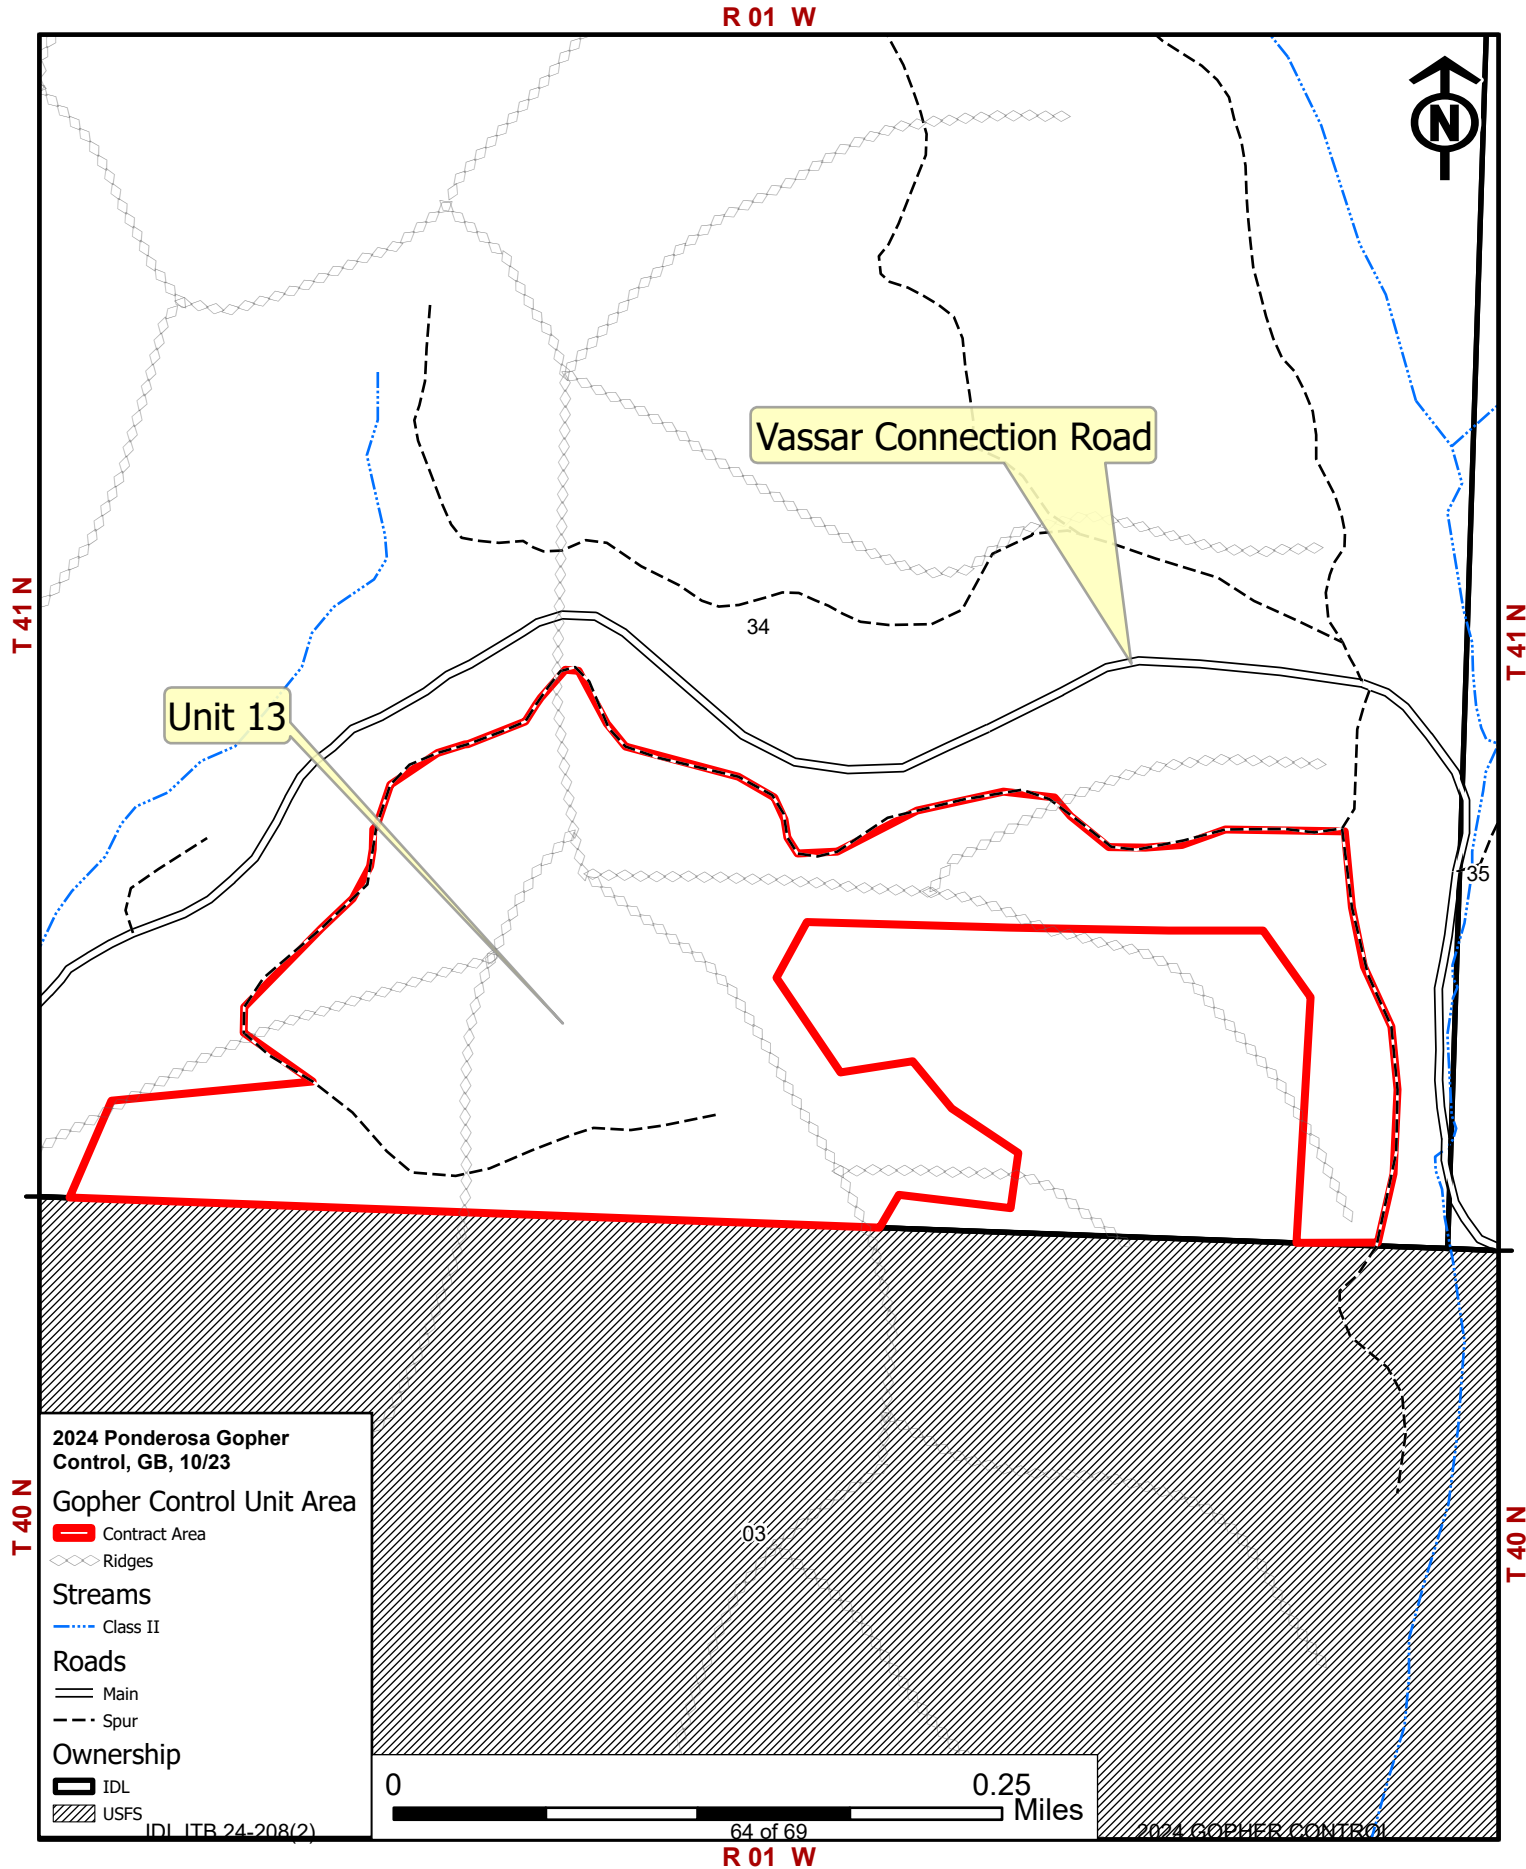 R 01 W
N
Vassar Connection Road
T 41 N
T 41 N
34
Unit 13
35
2024 Ponderosa Gopher
Control, GB, 10/23
Gopher Control Unit Area
Contract Area
Ridges
Streams
Class II
Roads
Main
Spur
Ownership
IDL
USFS
T 40 N
T 40 N
03
0 0.25
Miles
IDL ITB 24-208(2)
64 of 69
2024 GOPHER CONTROL
R 01 W